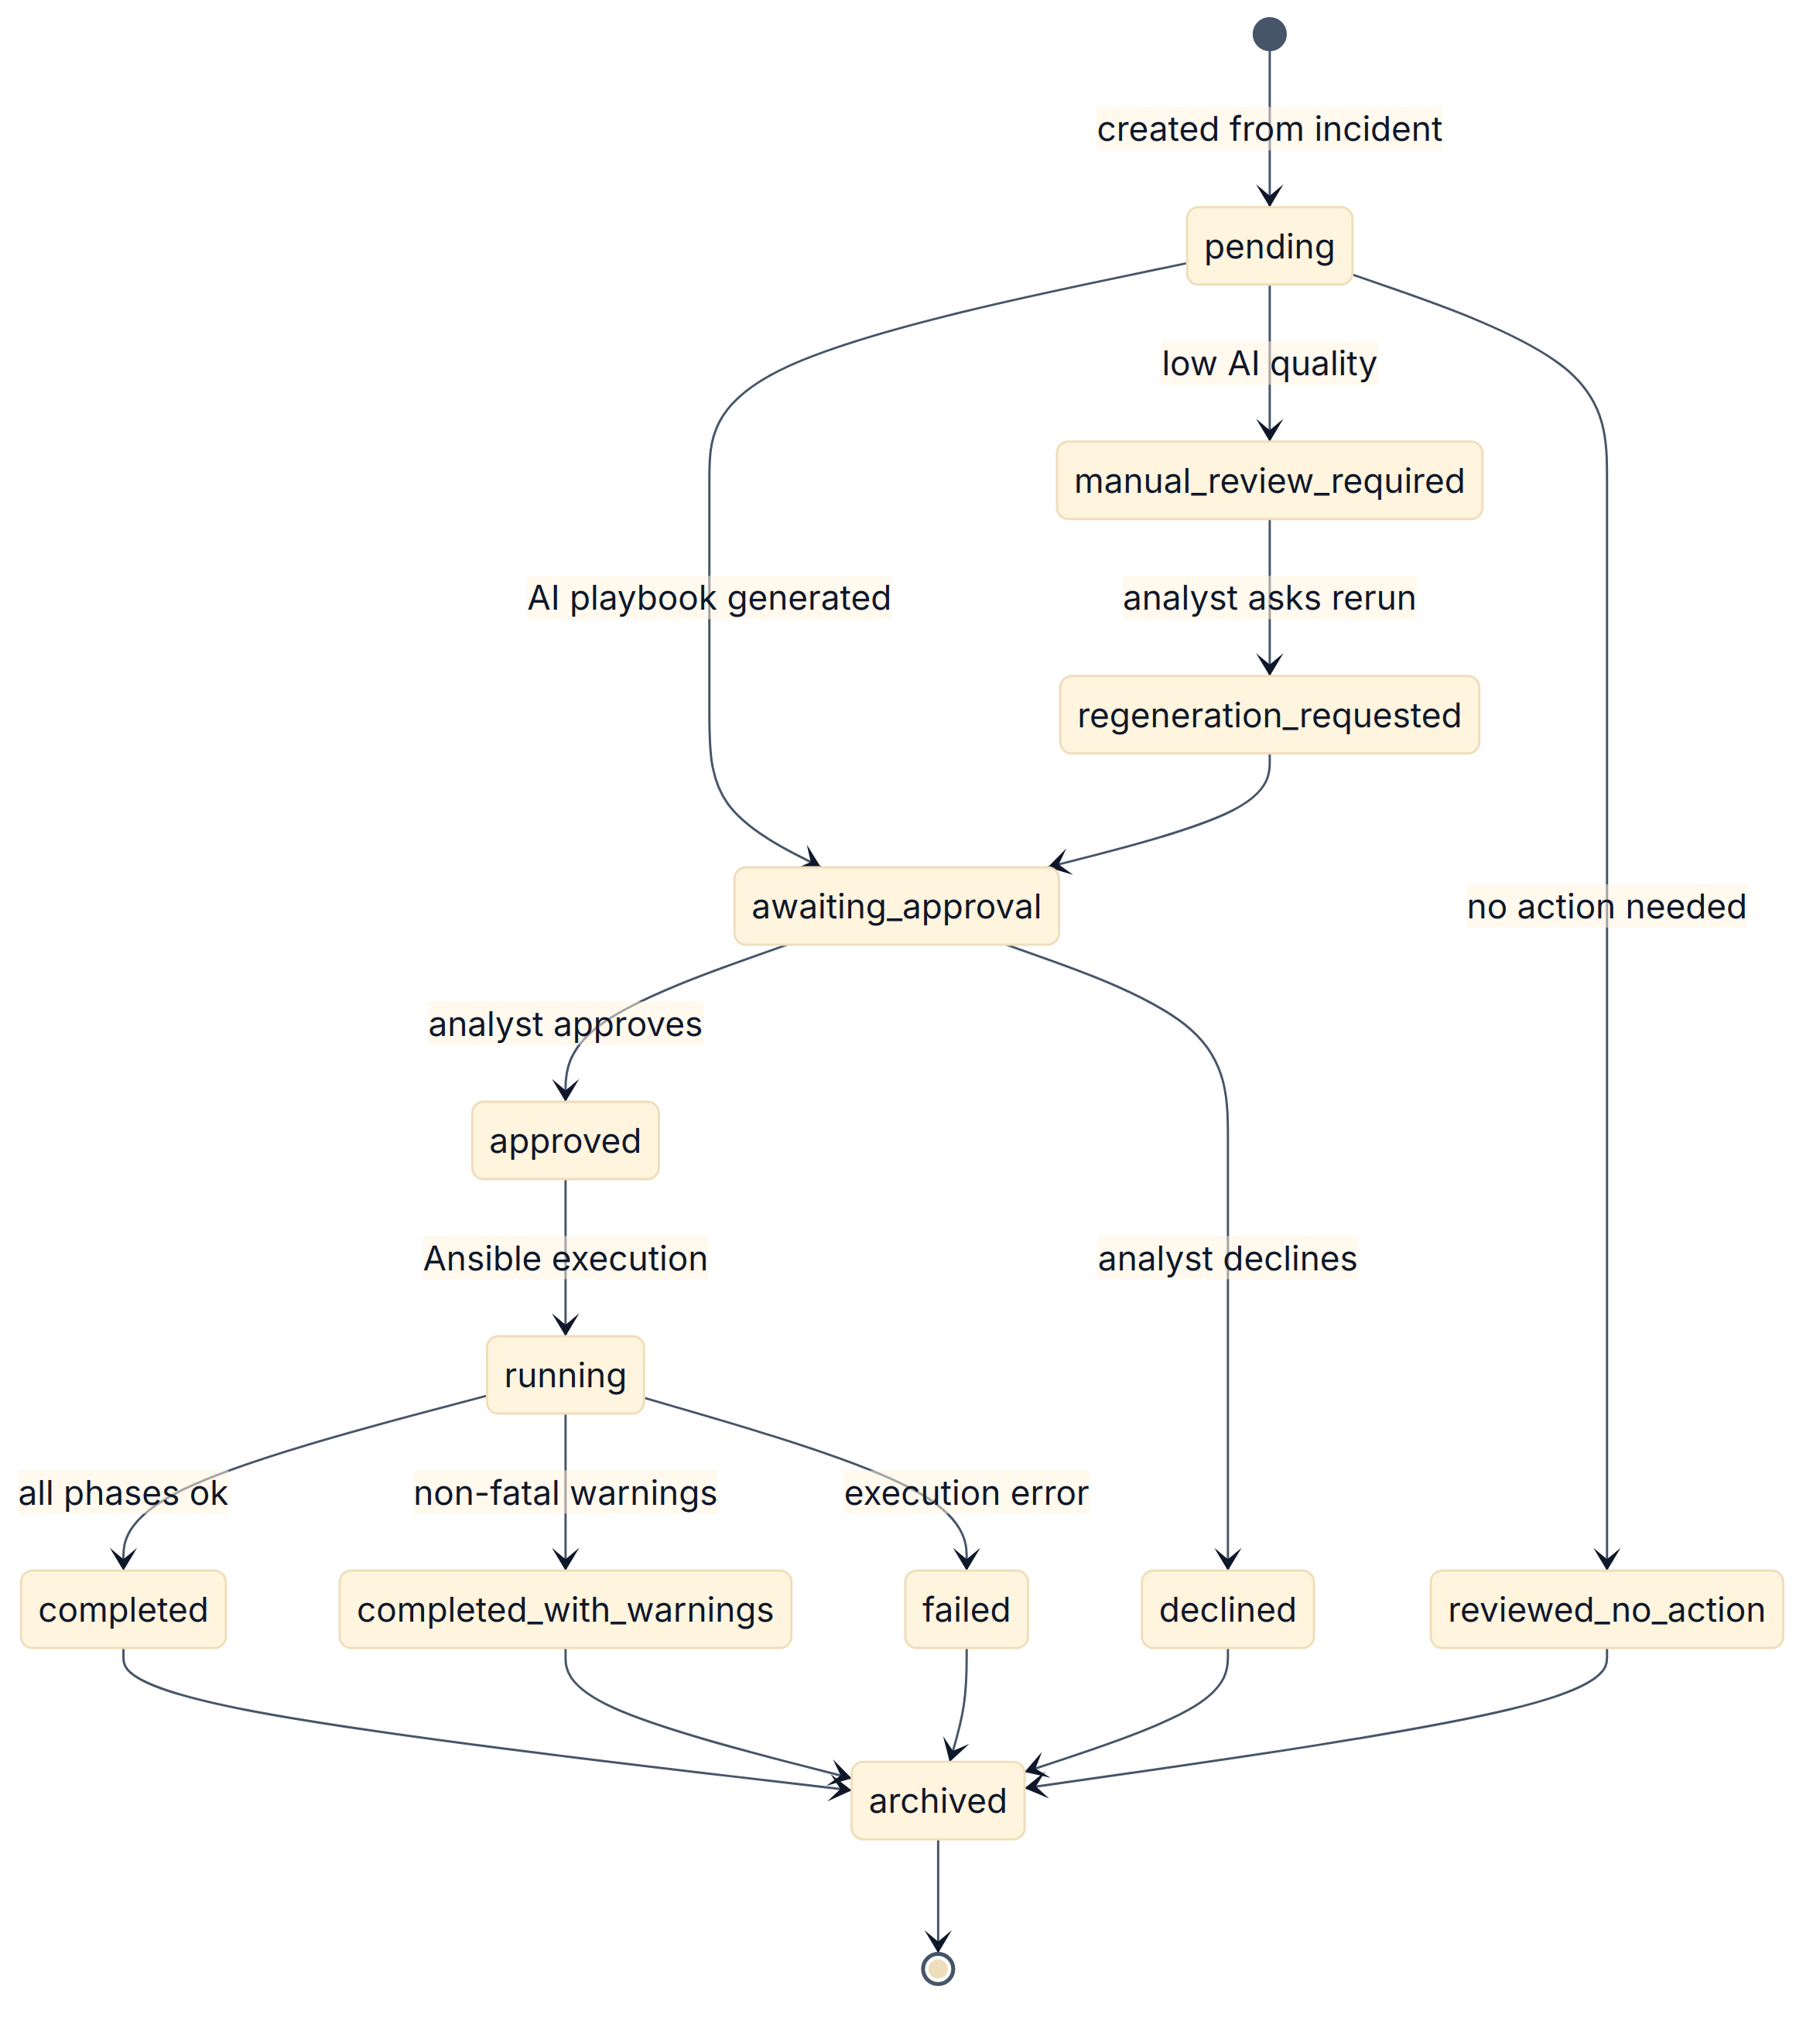 created from incident
pending
low AI quality
manual_review_required
AI playbook generated
analyst asks rerun
regeneration_requested
awaiting_approval
no action needed
analyst approves
approved
Ansible execution
analyst declines
running
all phases ok
non-fatal warnings
execution error
completed
completed_with_warnings
failed
declined
reviewed_no_action
archived